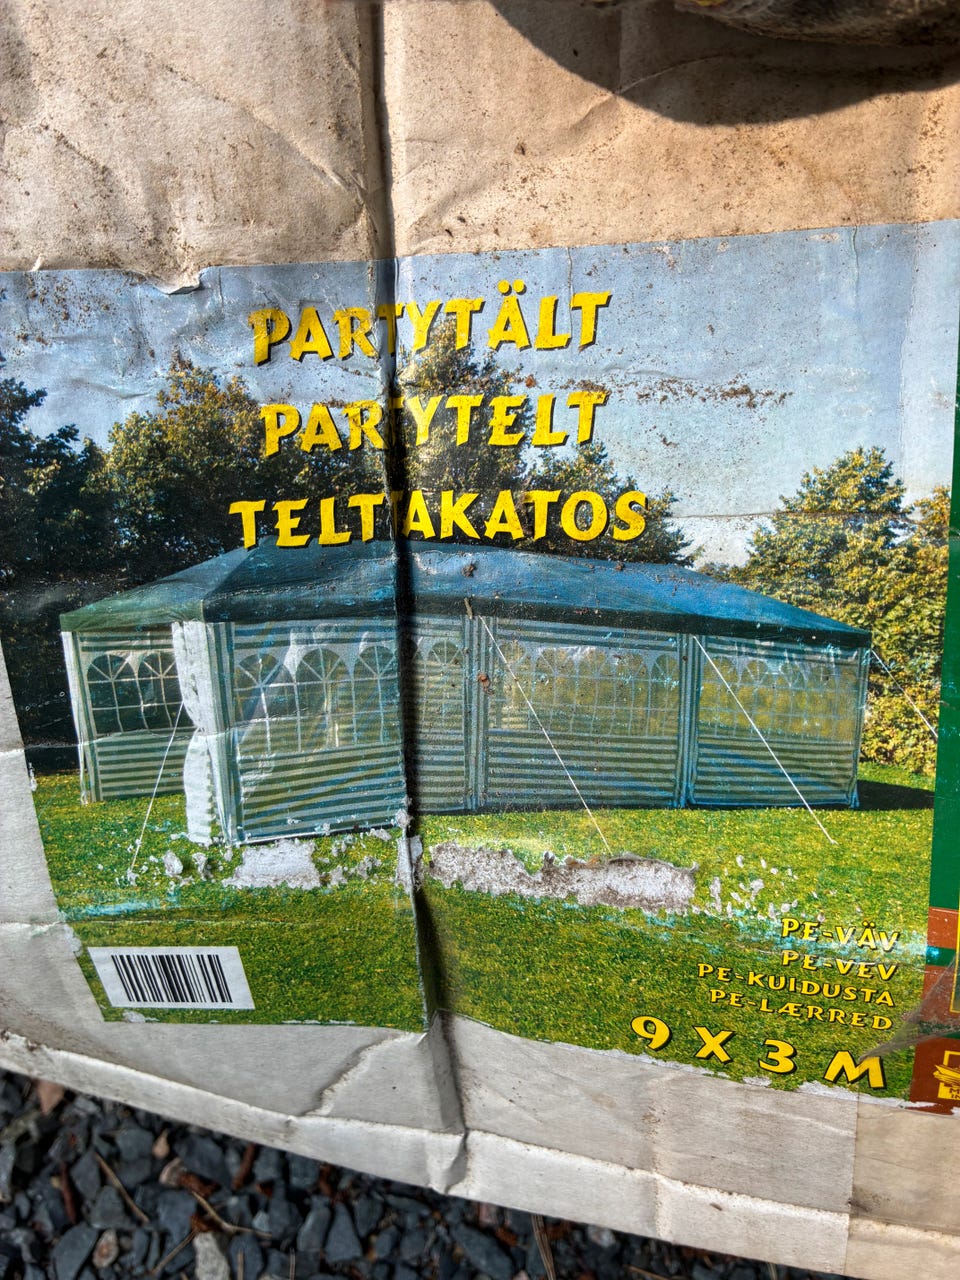 PARTYTÄLT
PARTYTELT
TELTTAKATOS
PE-VÄV
PE-VEV
PE-KUIDUSTA
PE-LÆRRED
9 X 3 M